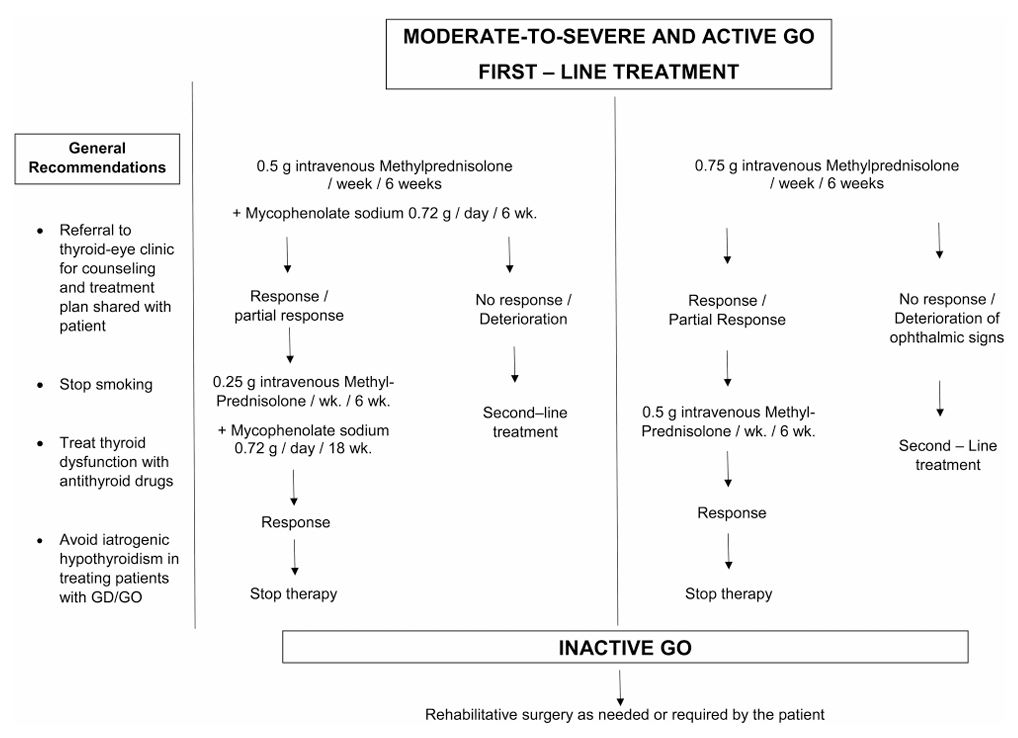 MODERATE-TO-SEVERE AND ACTIVE GO
FIRST – LINE TREATMENT
General
Recommendations
• Referral to
thyroid-eye clinic
for counseling
and treatment
plan shared with
patient
• Stop smoking
• Treat thyroid
dysfunction with
antithyroid drugs
• Avoid iatrogenic
hypothyroidism in
treating patients
with GD/GO
0.5 g intravenous Methylprednisolone
/ week / 6 weeks
+ Mycophenolate sodium 0.72 g / day / 6 wk.
Response /
partial response
0.25 g intravenous Methyl-
Prednisolone / wk. / 6 wk.
+ Mycophenolate sodium
0.72 g / day / 18 wk.
Response
Stop therapy
No response /
Deterioration
Second–line
treatment
0.75 g intravenous Methylprednisolone
/ week / 6 weeks
Response /
Partial Response
0.5 g intravenous Methyl-
Prednisolone / wk. / 6 wk.
Response
Stop therapy
No response /
Deterioration of
ophthalmic signs
Second – Line
treatment
INACTIVE GO
Rehabilitative surgery as needed or required by the patient